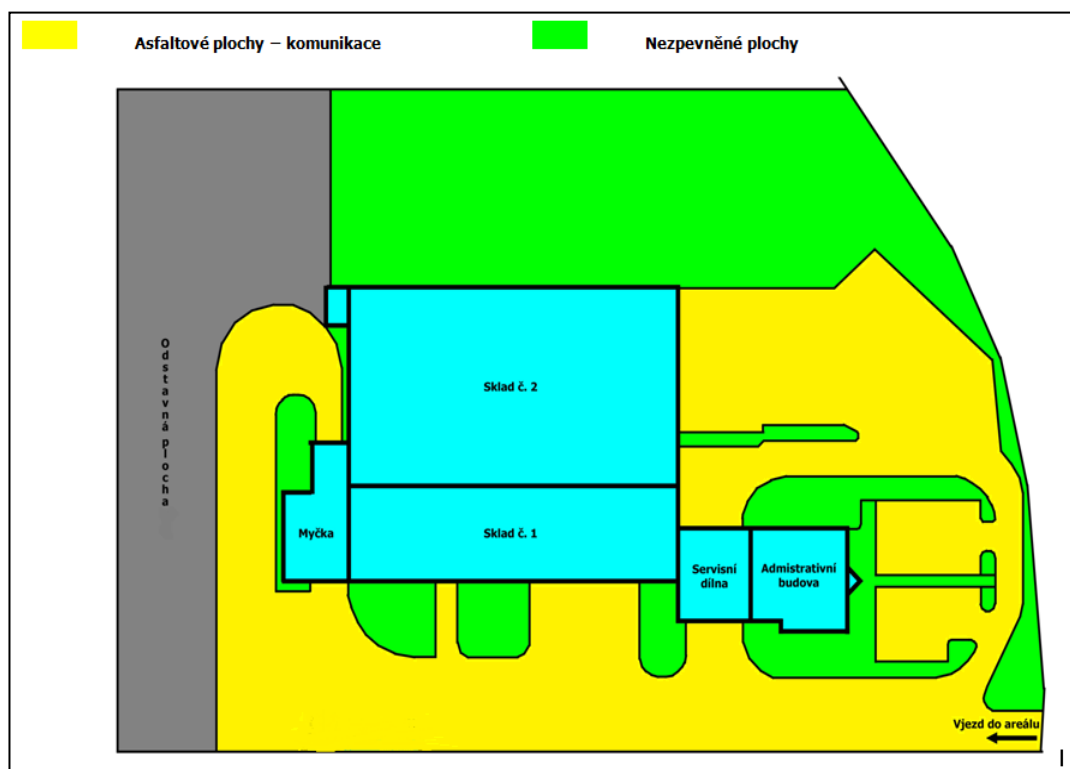 Asfaltové plochy – komunikace
Nezpevněné plochy
Odstavná plocha
Sklad č. 2
Myčka
Sklad č. 1
Servisní
dílna
Admistrativní
budova
Vjezd do areálu